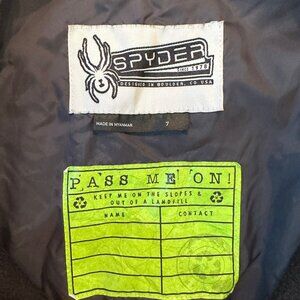 SPYDER
SINCE 1978
DESIGNED IN BOULDER, CO USA
MADE IN MYANMAR 7
PASS ME ON!
KEEP ME ON THE SLOPES &
OUT OF A LANDFILL
NAME CONTACT